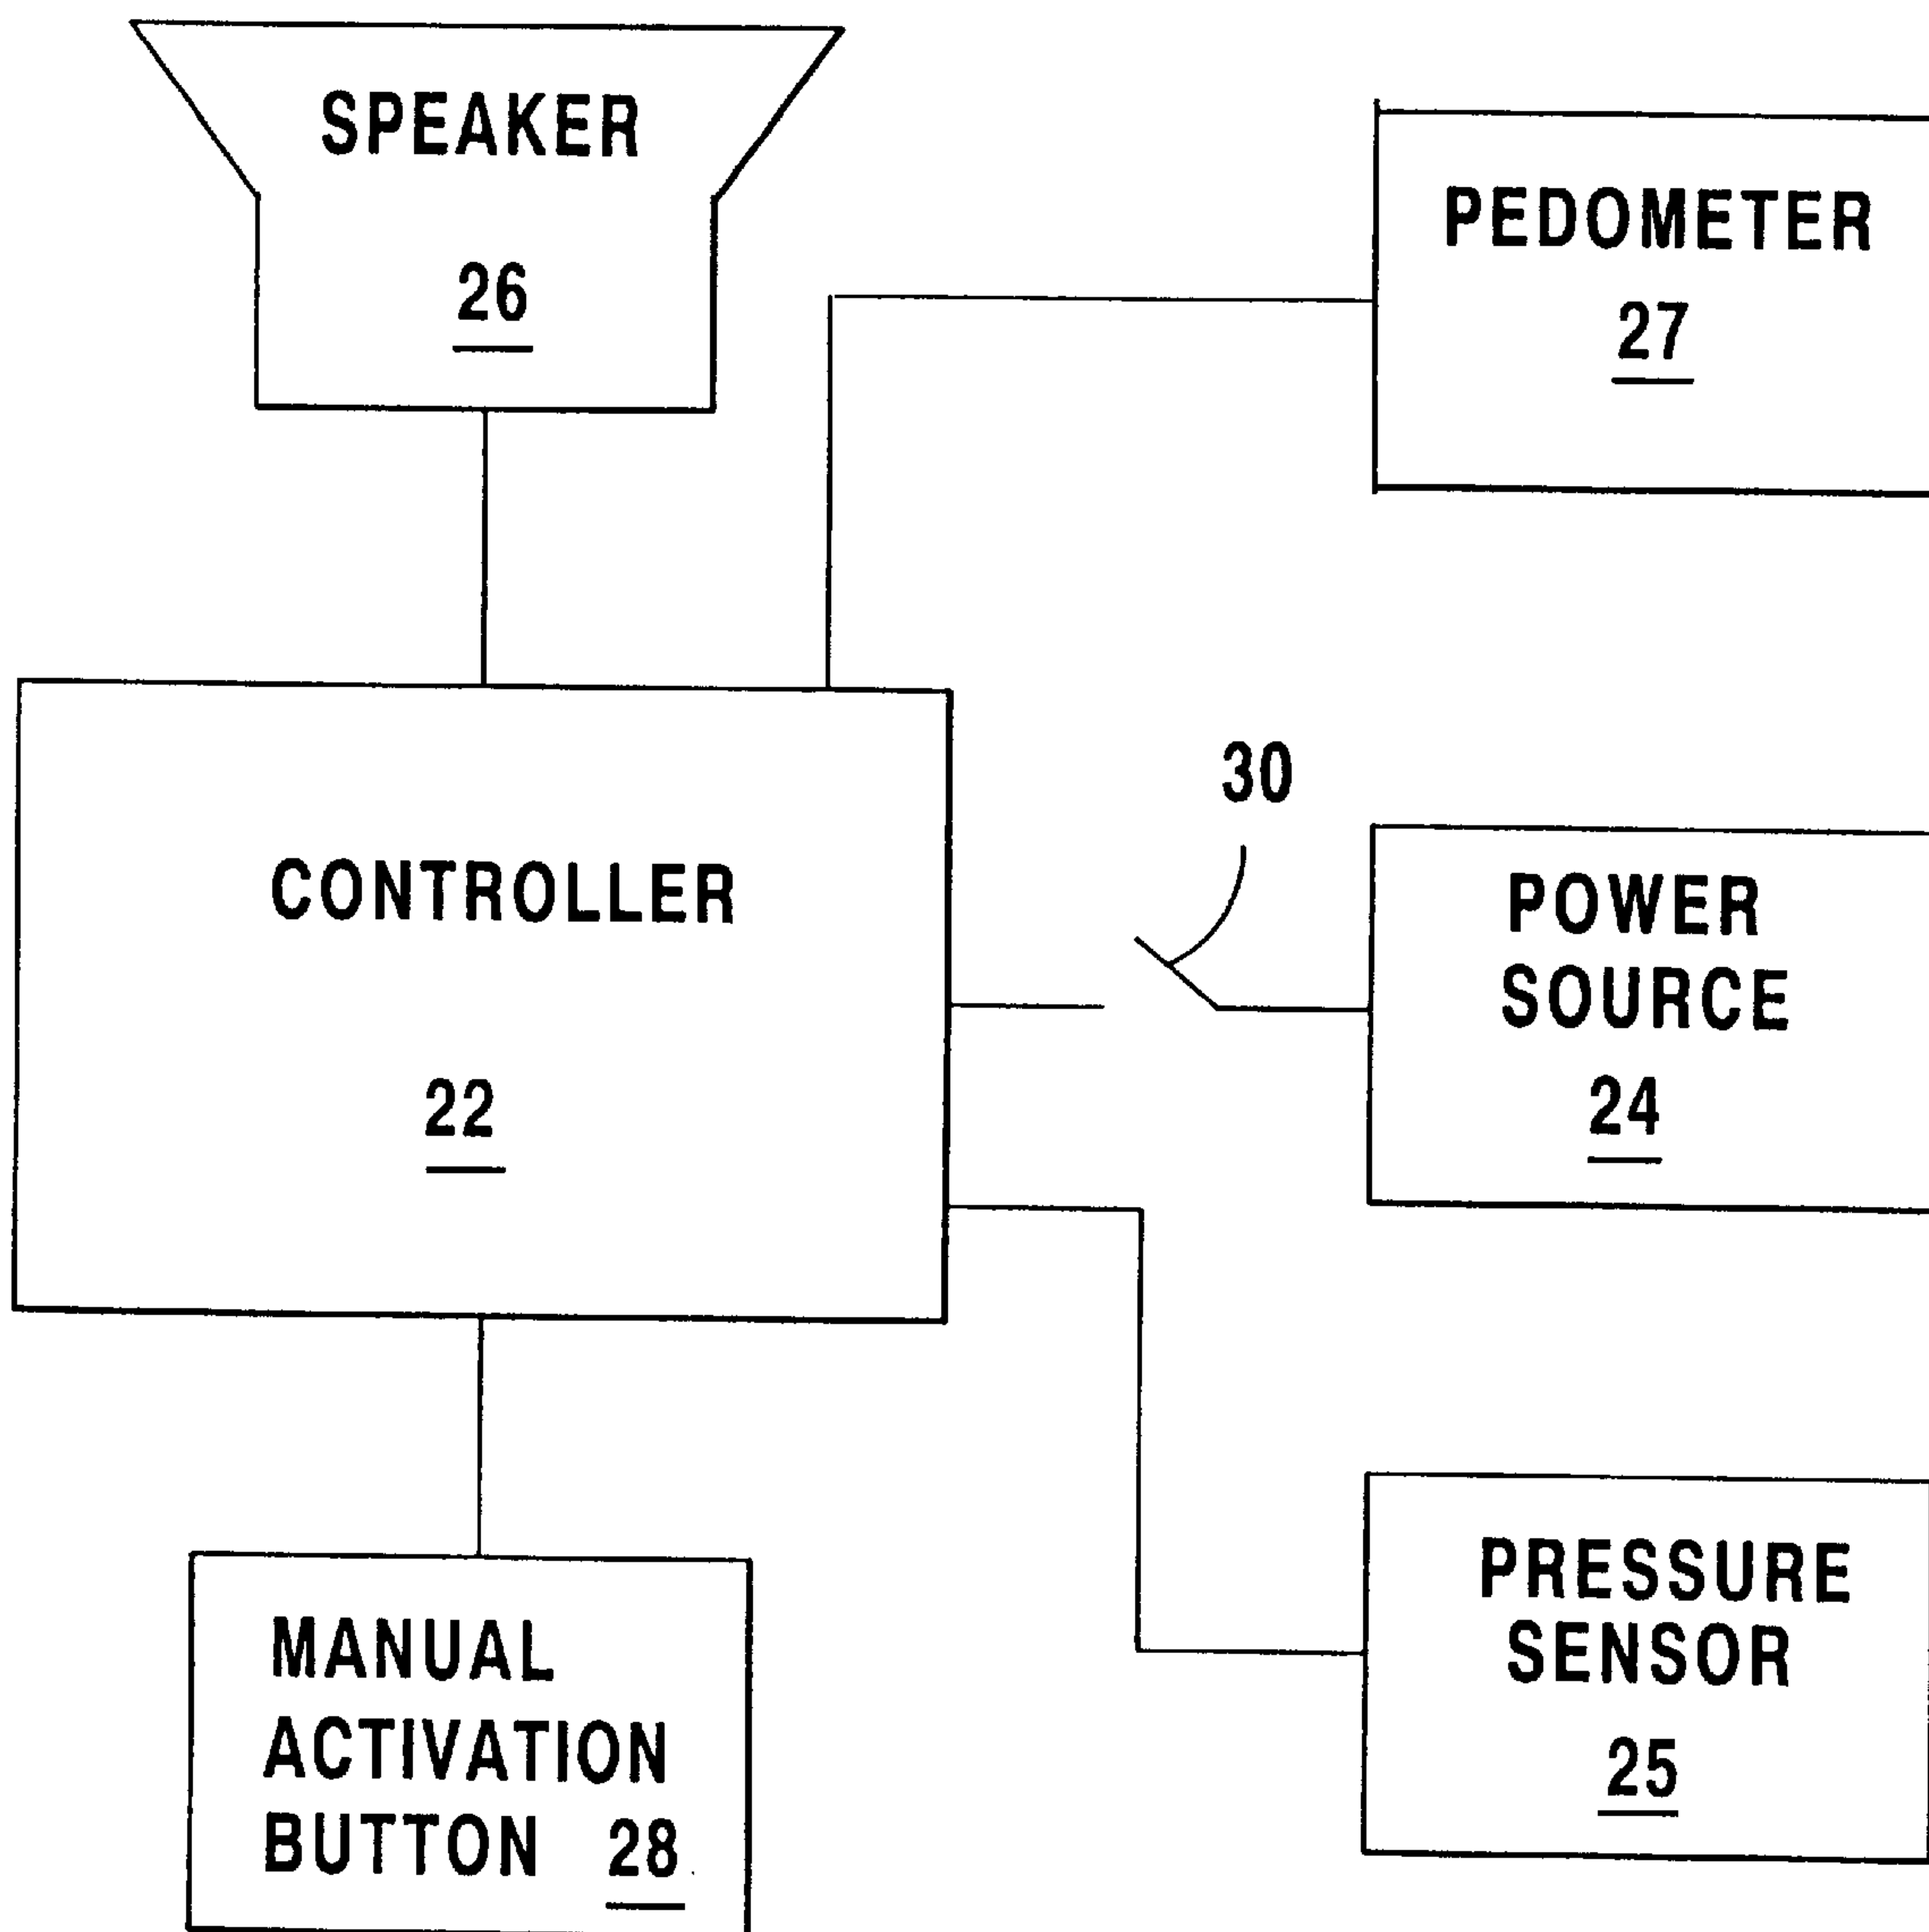 SPEAKER
26
PEDOMETER
27
30
CONTROLLER
22
POWER
SOURCE
24
MANUAL
ACTIVATION
BUTTON 28
PRESSURE
SENSOR
25